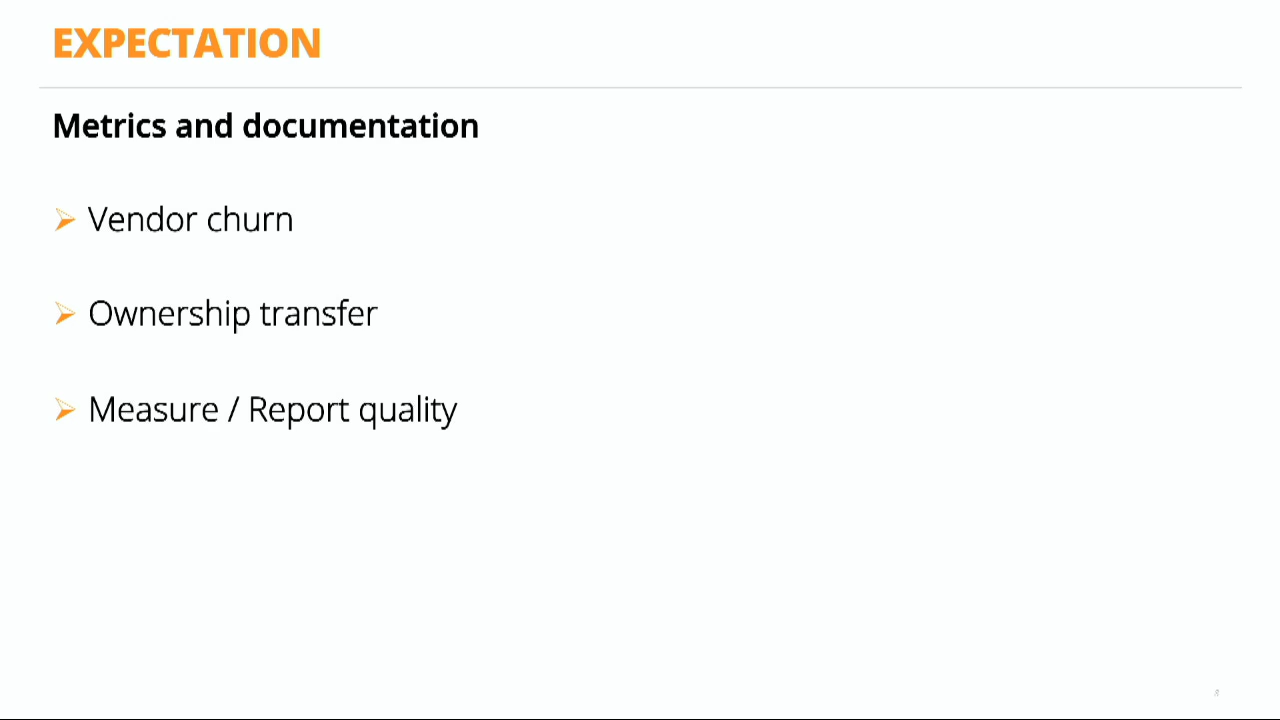 EXPECTATION
Metrics and documentation
Vendor churn
Ownership transfer
Measure / Report quality